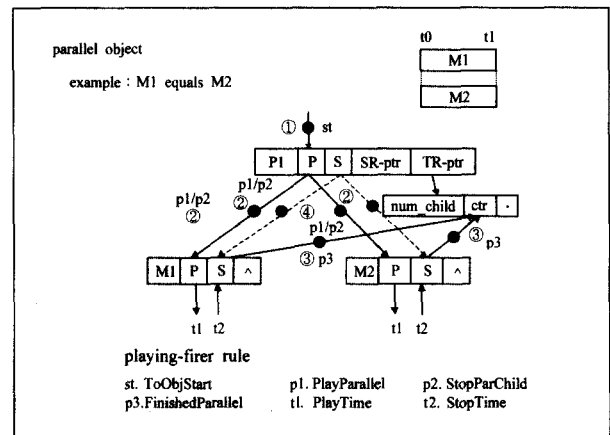 parallel object
example : M1 equals M2
t0 t1
M1
M2
① st
P1 P S SR-ptr TR-ptr
p1/p2
p1/p2
② ② ④ ②
num_child ctr ·
p1/p2
③ p3
③
p3
M1 P S ^
M2 P S ^
t1 t2 t1 t2
playing-firer rule
st. ToObjStart p1. PlayParallel p2. StopParChild
p3.FinishedParallel t1. PlayTime t2. StopTime